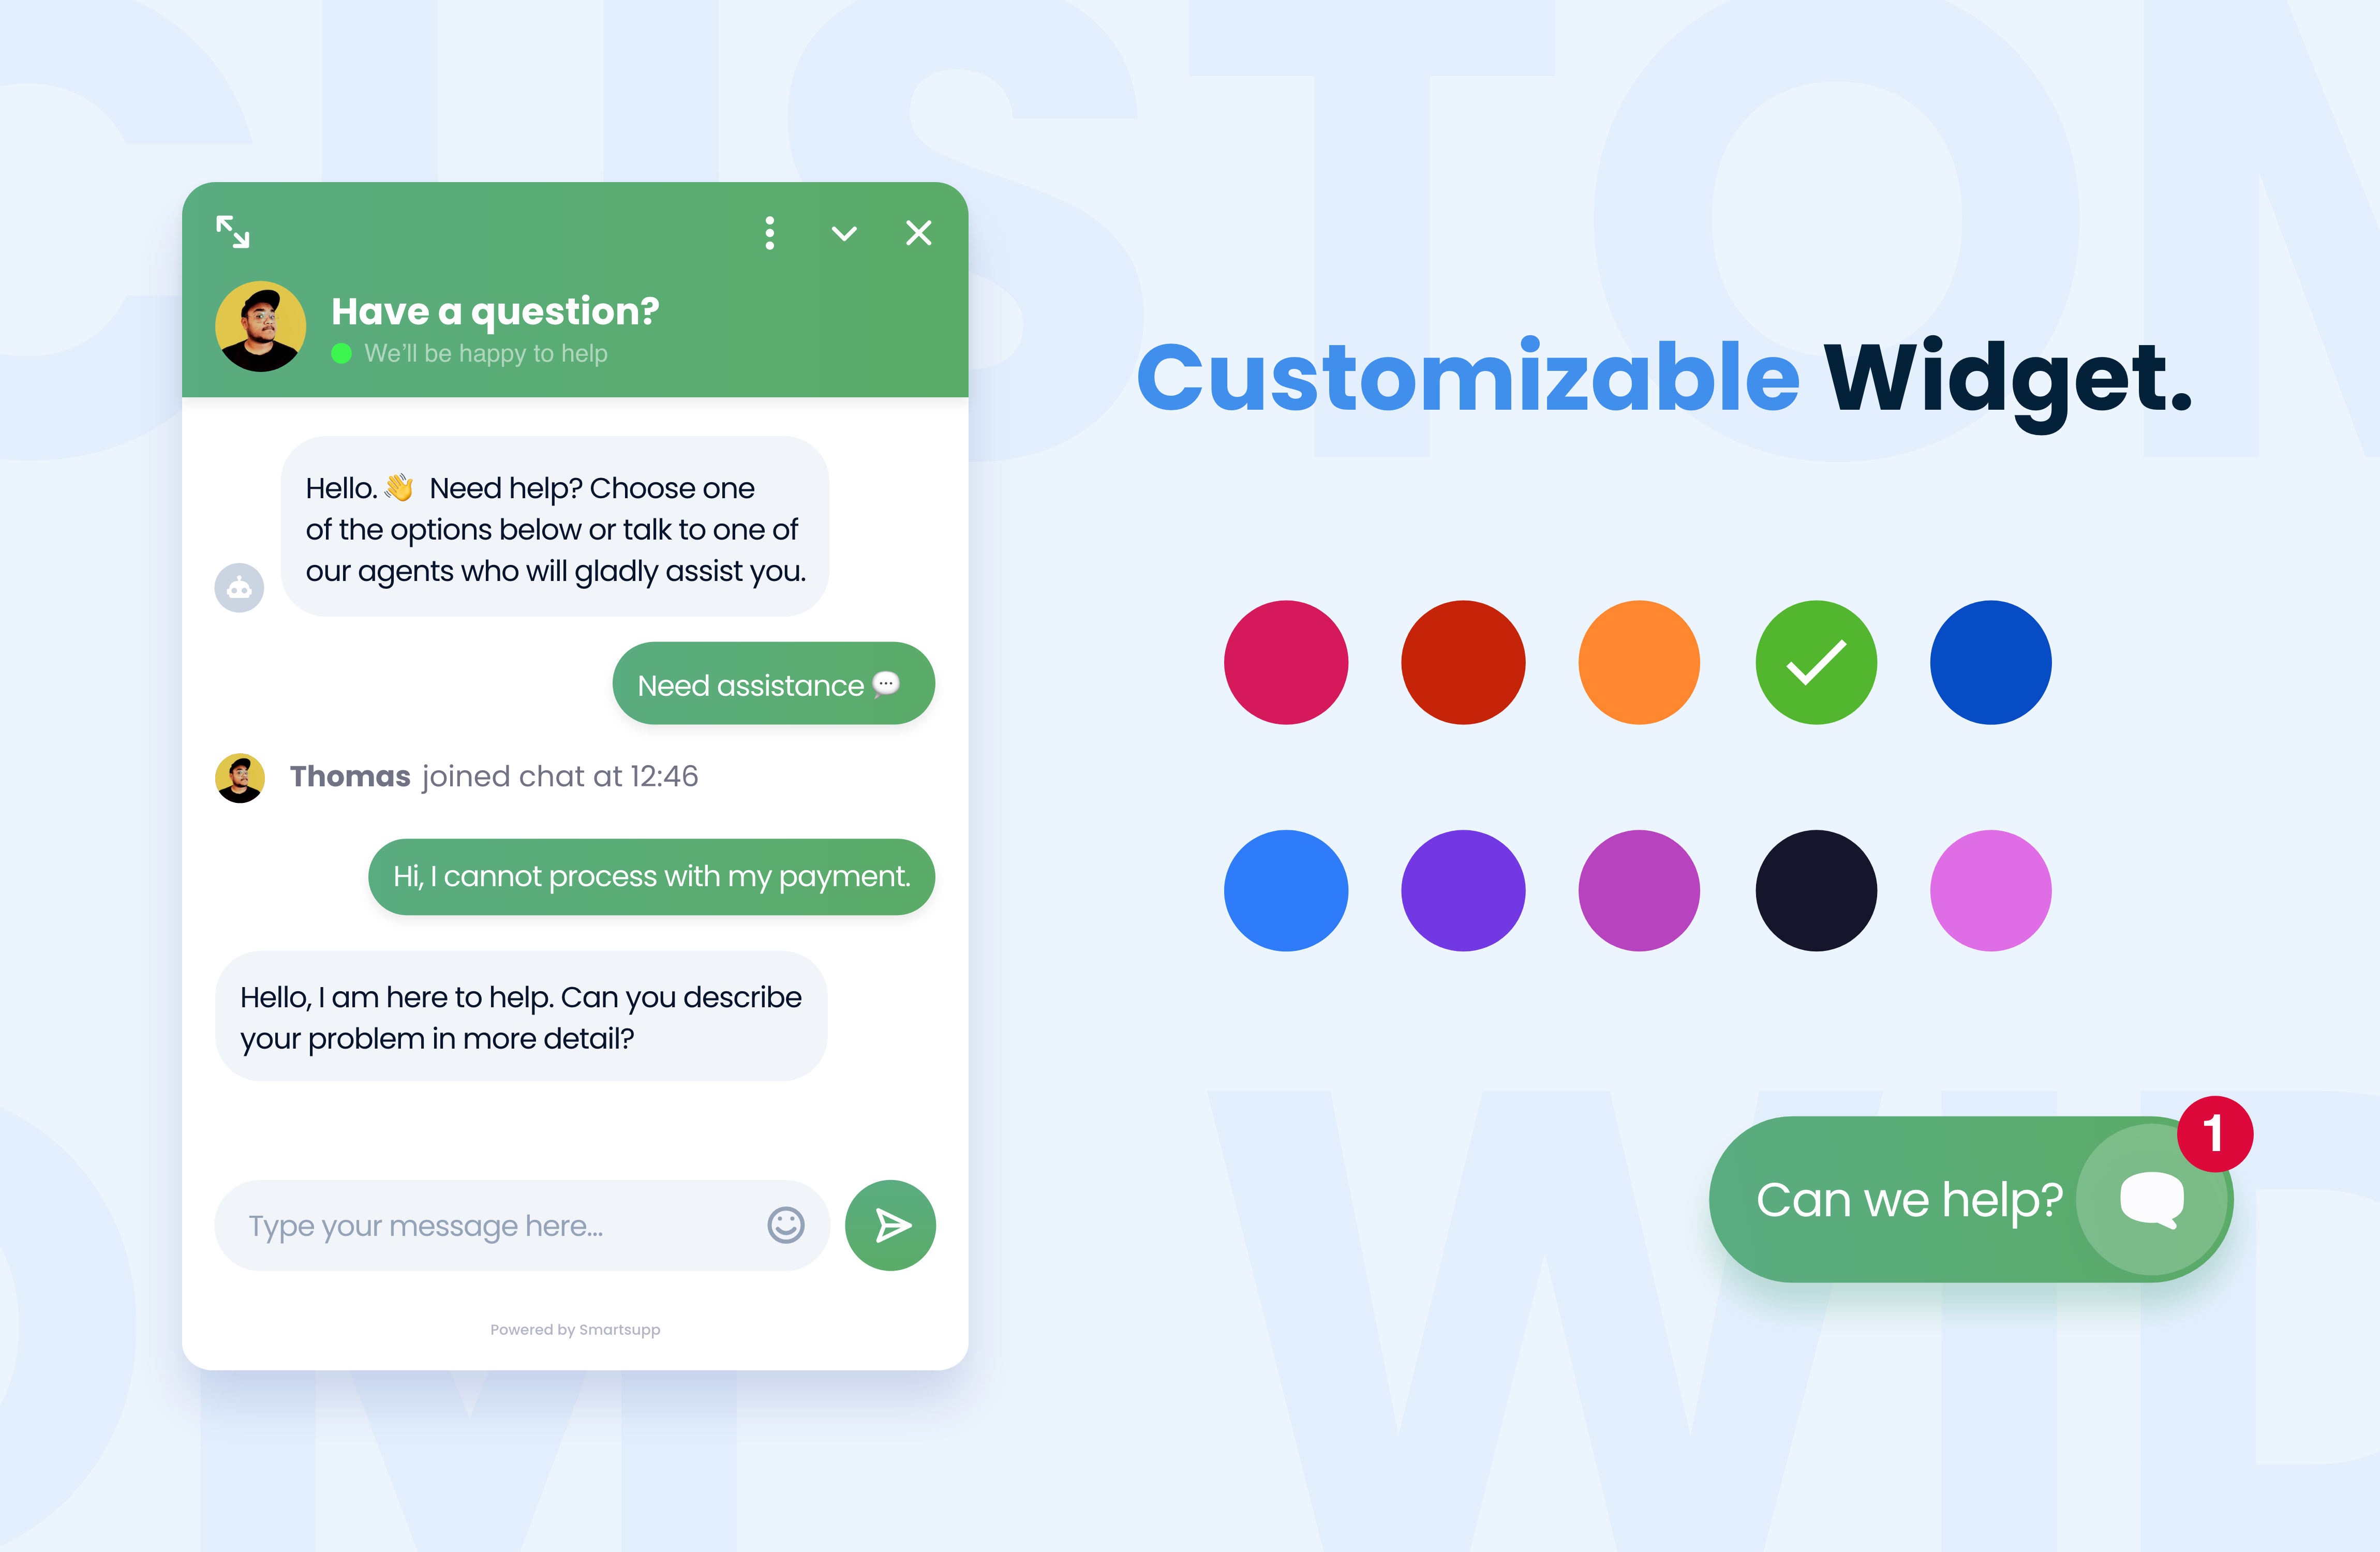 Have a question?
We'll be happy to help
Hello. 👋 Need help? Choose one
of the options below or talk to one of
our agents who will gladly assist you.
Need assistance 💬
Thomas joined chat at 12:46
Hi, I cannot process with my payment.
Hello, I am here to help. Can you describe
your problem in more detail?
Type your message here...
Powered by Smartsupp
Customizable Widget.
Can we help?
1
CUSTOM
OM
WID